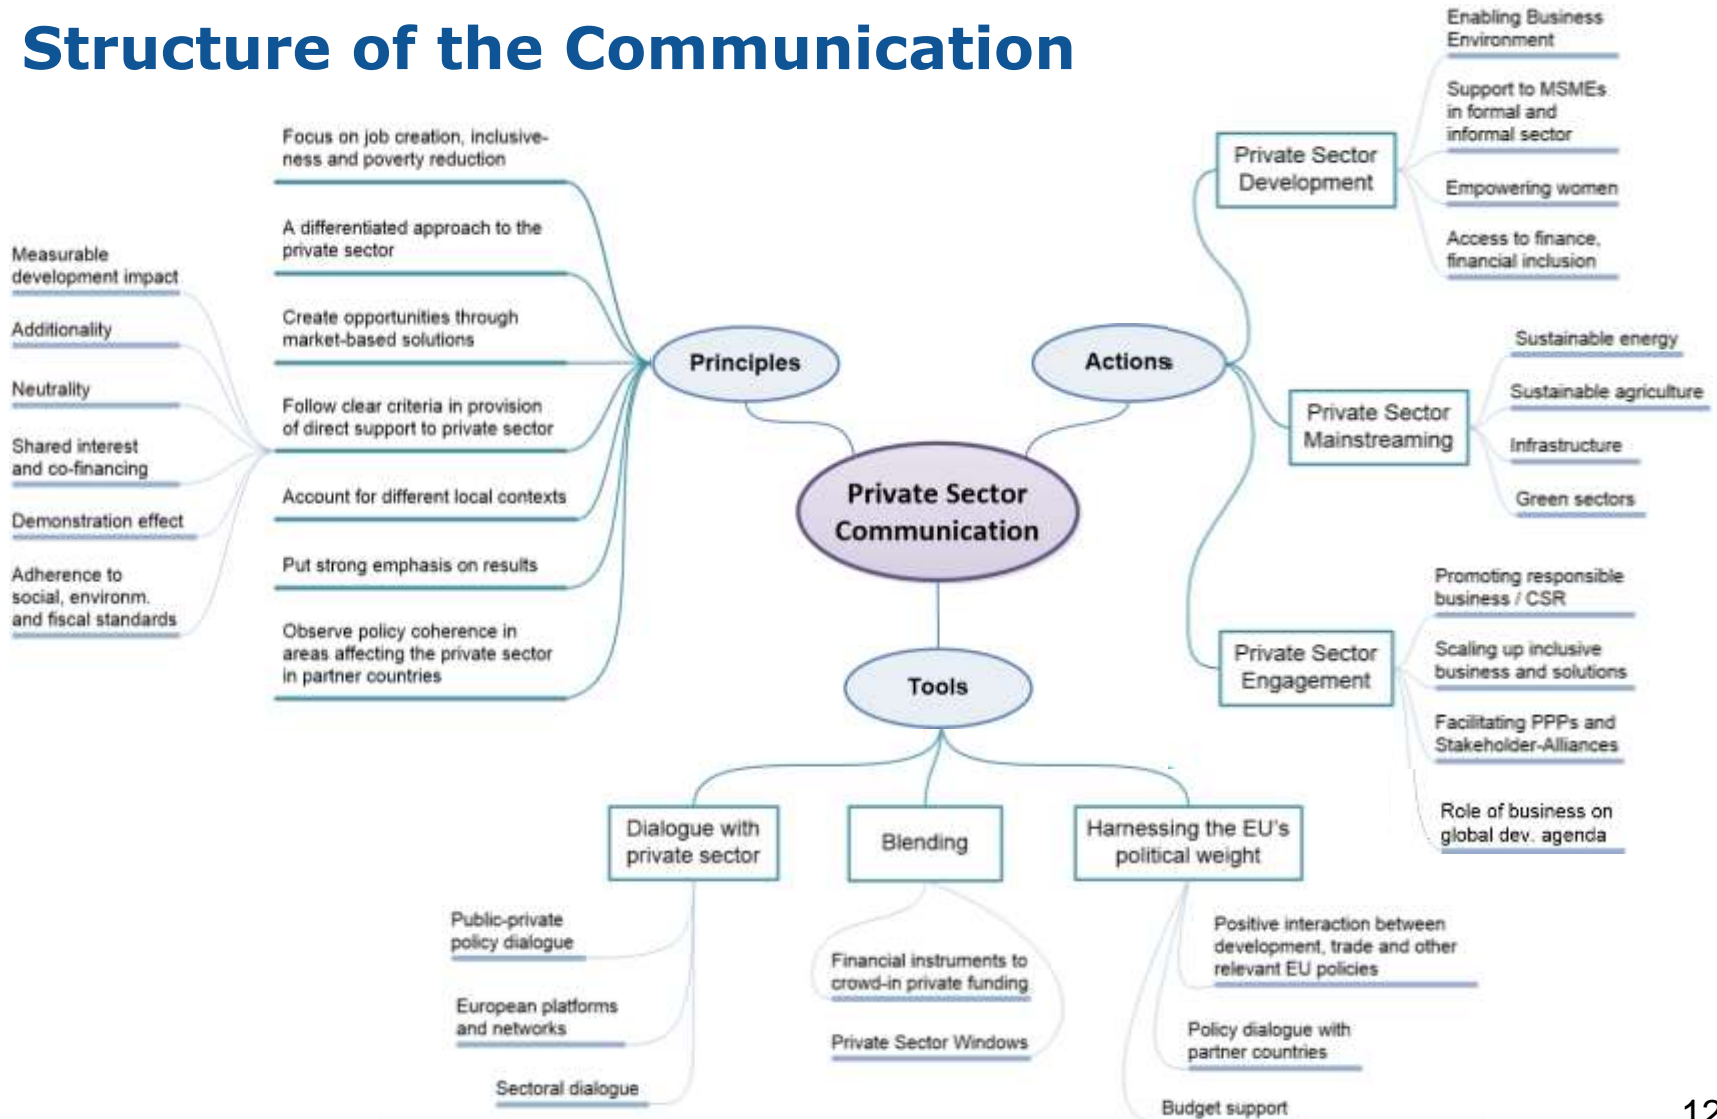 Structure of the Communication
Focus on job creation, inclusive-
ness and poverty reduction
A differentiated approach to the
private sector
Create opportunities through
market-based solutions
Follow clear criteria in provision
of direct support to private sector
Account for different local contexts
Put strong emphasis on results
Observe policy coherence in
areas affecting the private sector
in partner countries
Measurable
development impact
Additionality
Neutrality
Shared interest
and co-financing
Demonstration effect
Adherence to
social, environm.
and fiscal standards
Principles
Actions
Private Sector
Communication
Tools
Private Sector
Development
Enabling Business
Environment
Support to MSMEs
in formal and
informal sector
Empowering women
Access to finance,
financial inclusion
Private Sector
Mainstreaming
Sustainable energy
Sustainable agriculture
Infrastructure
Green sectors
Private Sector
Engagement
Promoting responsible
business / CSR
Scaling up inclusive
business and solutions
Facilitating PPPs and
Stakeholder-Alliances
Role of business on
global dev. agenda
Dialogue with
private sector
Public-private
policy dialogue
European platforms
and networks
Sectoral dialogue
Blending
Financial instruments to
crowd-in private funding
Private Sector Windows
Harnessing the EU's
political weight
Positive interaction between
development, trade and other
relevant EU policies
Policy dialogue with
partner countries
Budget support
12